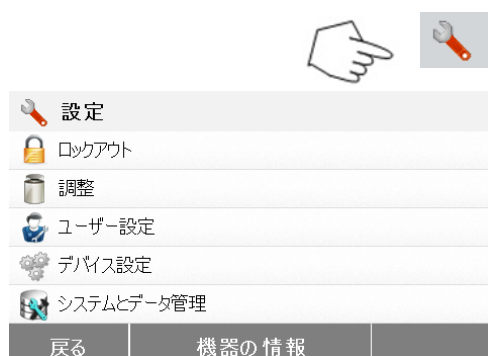 設定
ロックアウト
調整
ユーザー設定
デバイス設定
システムとデータ管理
戻る 機器の情報